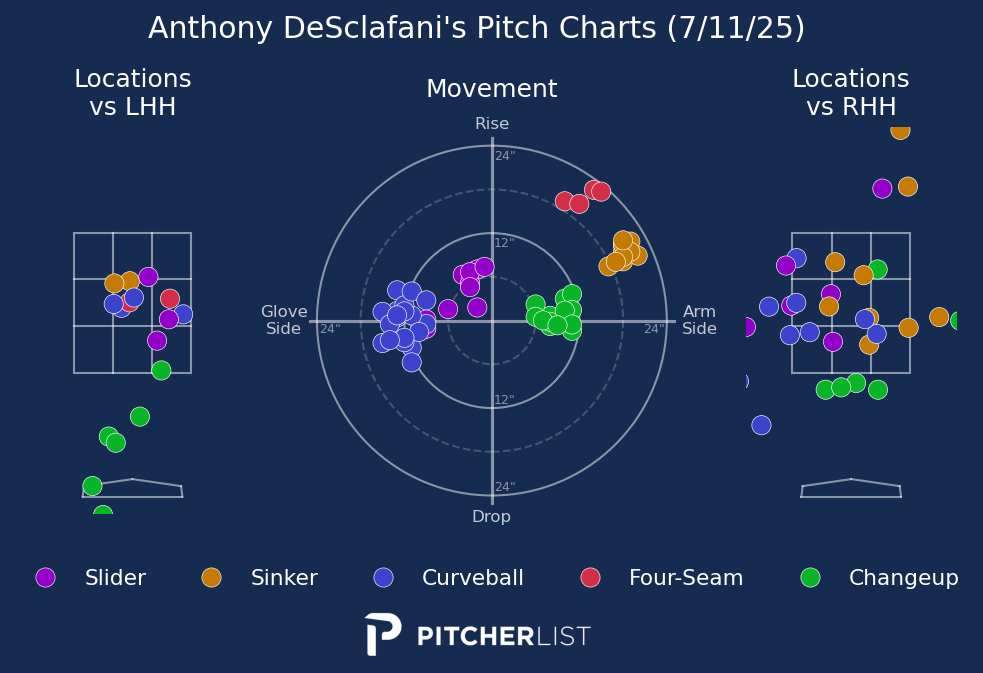 Anthony DeSclafani's Pitch Charts (7/11/25)
Locations
vs LHH
Movement
Locations
vs RHH
Rise
24"
12"
Glove
Side
24"
24"
Arm
Side
12"
24"
Drop
Slider
Sinker
Curveball
Four-Seam
Changeup
PITCHERLIST